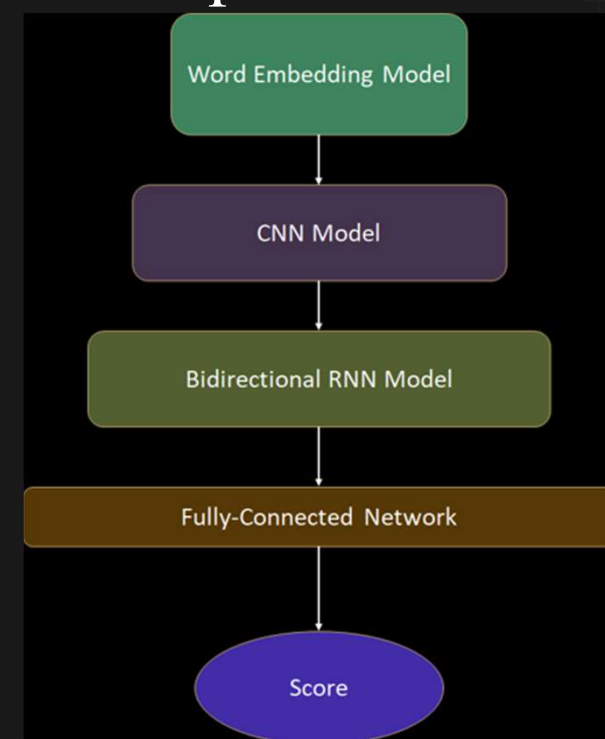 Word Embedding Model
CNN Model
Bidirectional RNN Model
Fully-Connected Network
Score